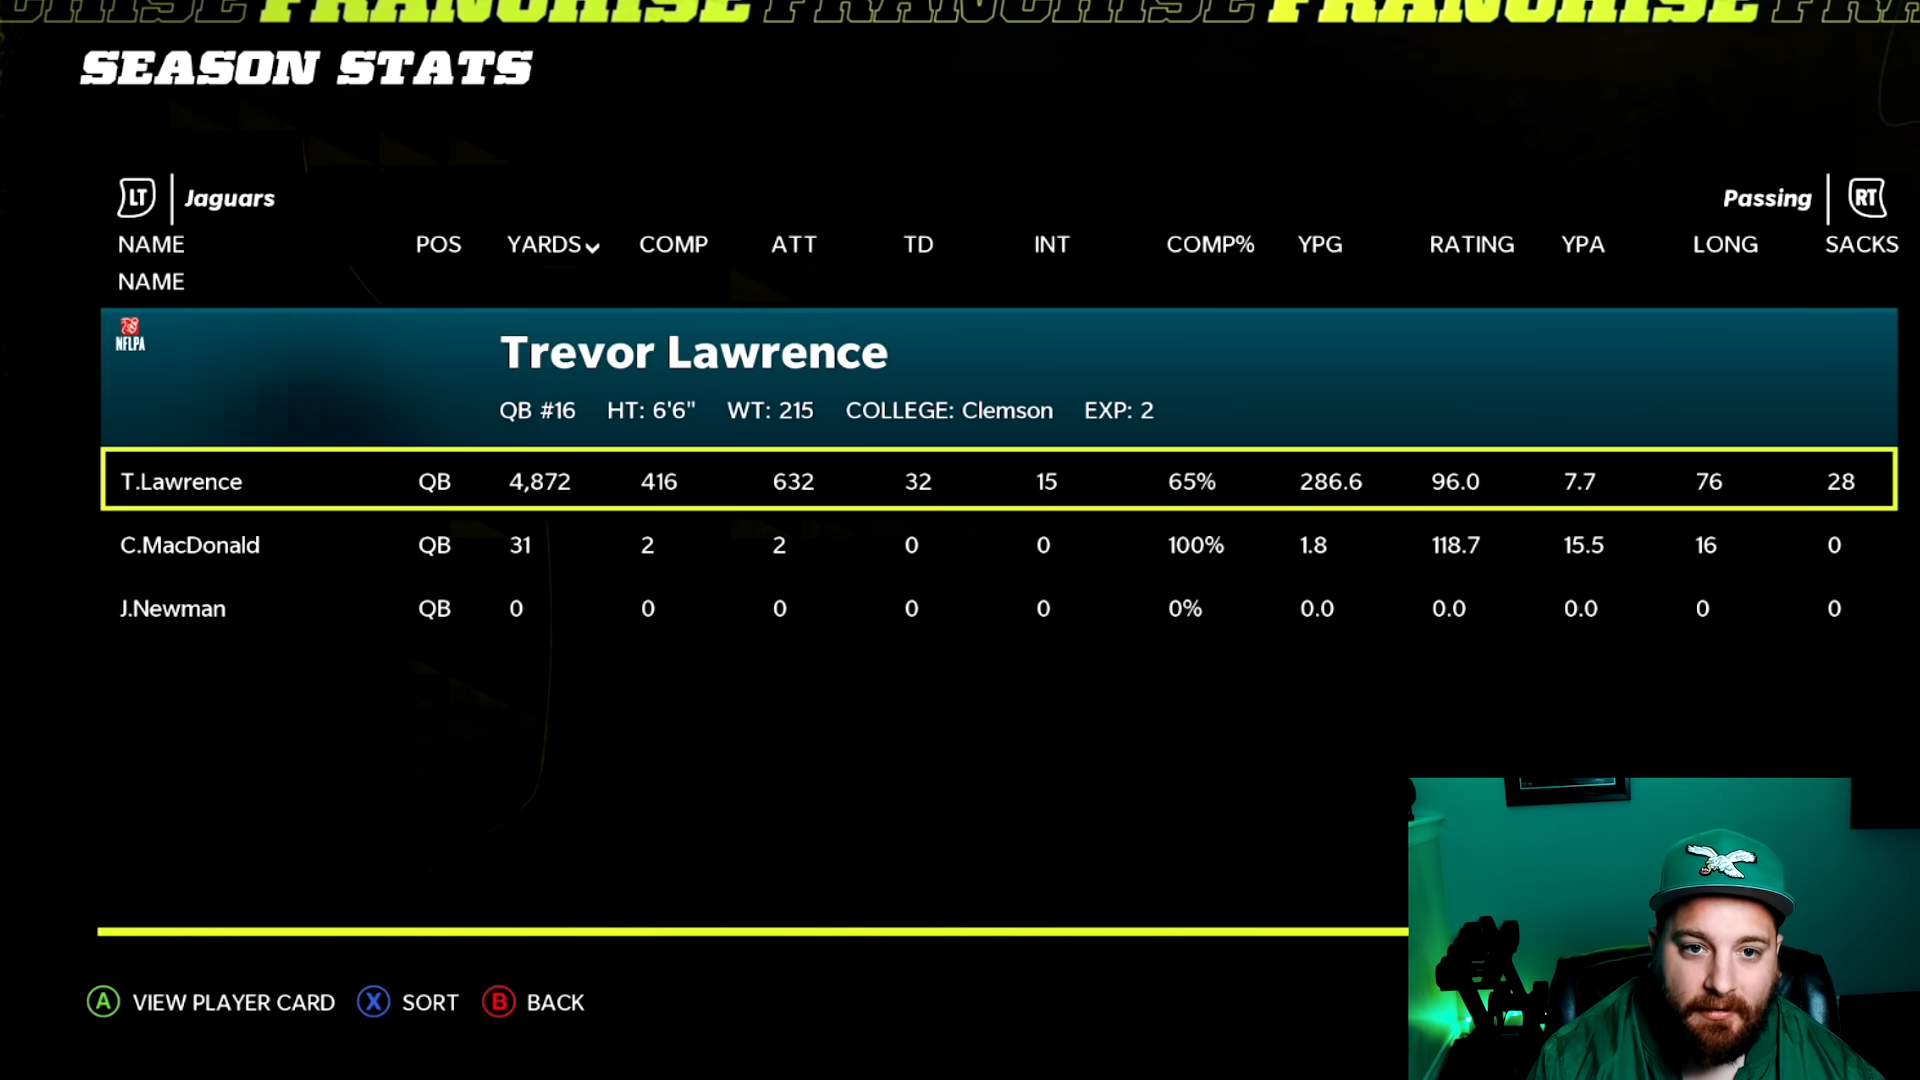 CHISE FRANCHISE FRANCHISE FRANCHISE FRA
SEASON STATS
LT Jaguars Passing RT
NAME POS YARDS COMP ATT TD INT COMP% YPG RATING YPA LONG SACKS
NAME
NFLPA
Trevor Lawrence
QB #16 HT: 6'6" WT: 215 COLLEGE: Clemson EXP: 2
T.Lawrence QB 4,872 416 632 32 15 65% 286.6 96.0 7.7 76 28
C.MacDonald QB 31 2 2 0 0 100% 1.8 118.7 15.5 16 0
J.Newman QB 0 0 0 0 0 0% 0.0 0.0 0.0 0 0
A VIEW PLAYER CARD X SORT B BACK